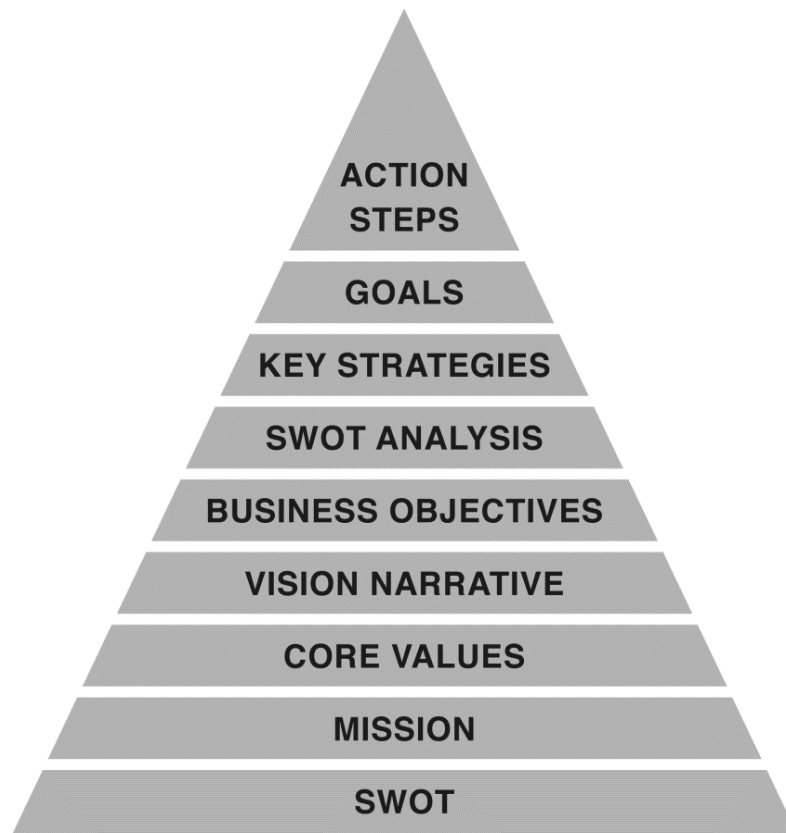 ACTION
STEPS
GOALS
KEY STRATEGIES
SWOT ANALYSIS
BUSINESS OBJECTIVES
VISION NARRATIVE
CORE VALUES
MISSION
SWOT